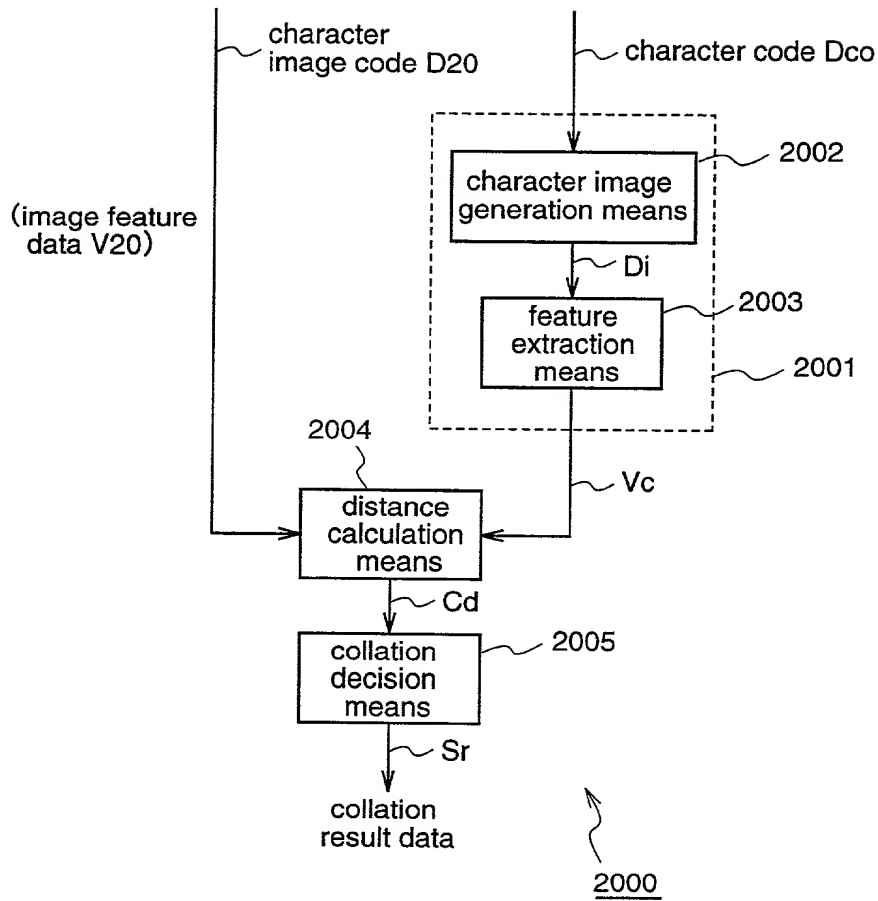 character
image code D20
character code Dco
2002
character image
generation means
(image feature
data V20)
Di
2003
feature
extraction
means
2001
2004
Vc
distance
calculation
means
Cd
2005
collation
decision
means
Sr
collation
result data
2000